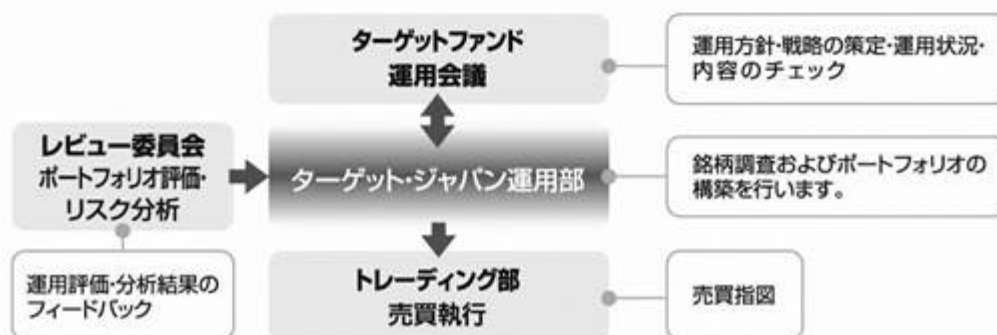 ターゲットファンド
運用会議
運用方針・戦略の策定・運用状況・
内容のチェック
レビュー委員会
ポートフォリオ評価・
リスク分析
ターゲット・ジャパン運用部
銘柄調査およびポートフォリオの
構築を行います。
運用評価・分析結果の
フィードバック
トレーディング部
売買執行
売買指図